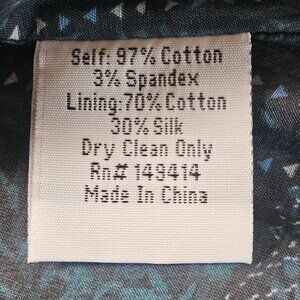 Self: 97% Cotton
3% Spandex
Lining:70% Cotton
30% Silk
Dry Clean Only
Rn# 149414
Made In China